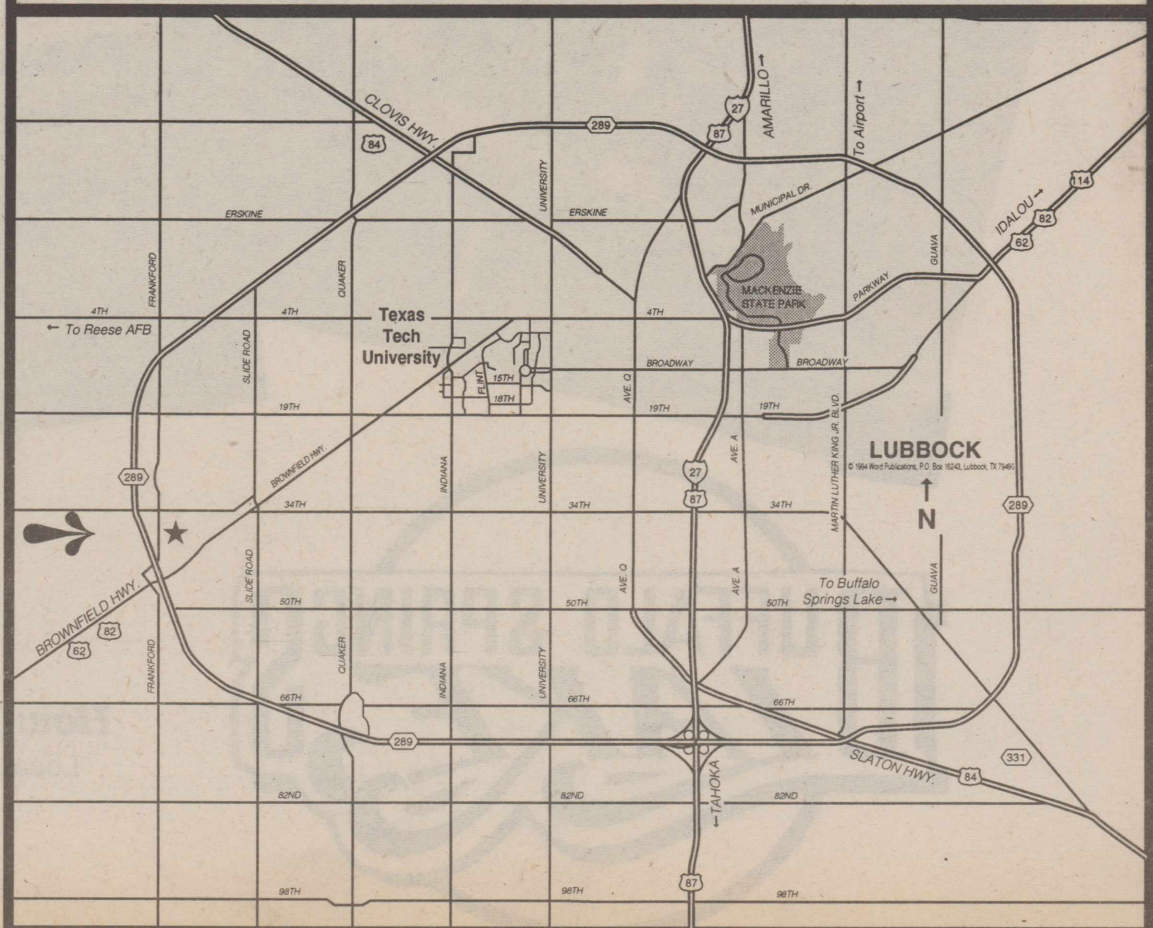 CLOVIS HWY.
84
289
27
87
AMARILLO →
To Airport →
114
IDALOU →
82
62
MUNICIPAL DR.
ERSKINE
ERSKINE
UNIVERSITY
GUAVA
FRANKFORD
QUAKER
MACKENZIE
STATE PARK
PARKWAY
4TH
← To Reese AFB
4TH
Texas
Tech
University
4TH
SLIDE ROAD
BROADWAY
BROADWAY
FLINT
15TH
18TH
AVE. Q
19TH
19TH
19TH
MARTIN LUTHER KING JR. BLVD.
AVE. A
LUBBOCK
© 1994 Word Publications, P.O. Box 16243, Lubbock, TX 79490
↑
N
BROWNFIELD HWY.
INDIANA
UNIVERSITY
289
27
87
289
34TH
34TH
34TH
★
SLIDE ROAD
AVE. Q
AVE. A
To Buffalo
Springs Lake →
GUAVA
BROWNFIELD HWY.
82
62
50TH
50TH
50TH
FRANKFORD
QUAKER
INDIANA
UNIVERSITY
66TH
66TH
66TH
289
SLATON HWY.
84
331
← TAHOKA
82ND
82ND
82ND
87
98TH
98TH
98TH